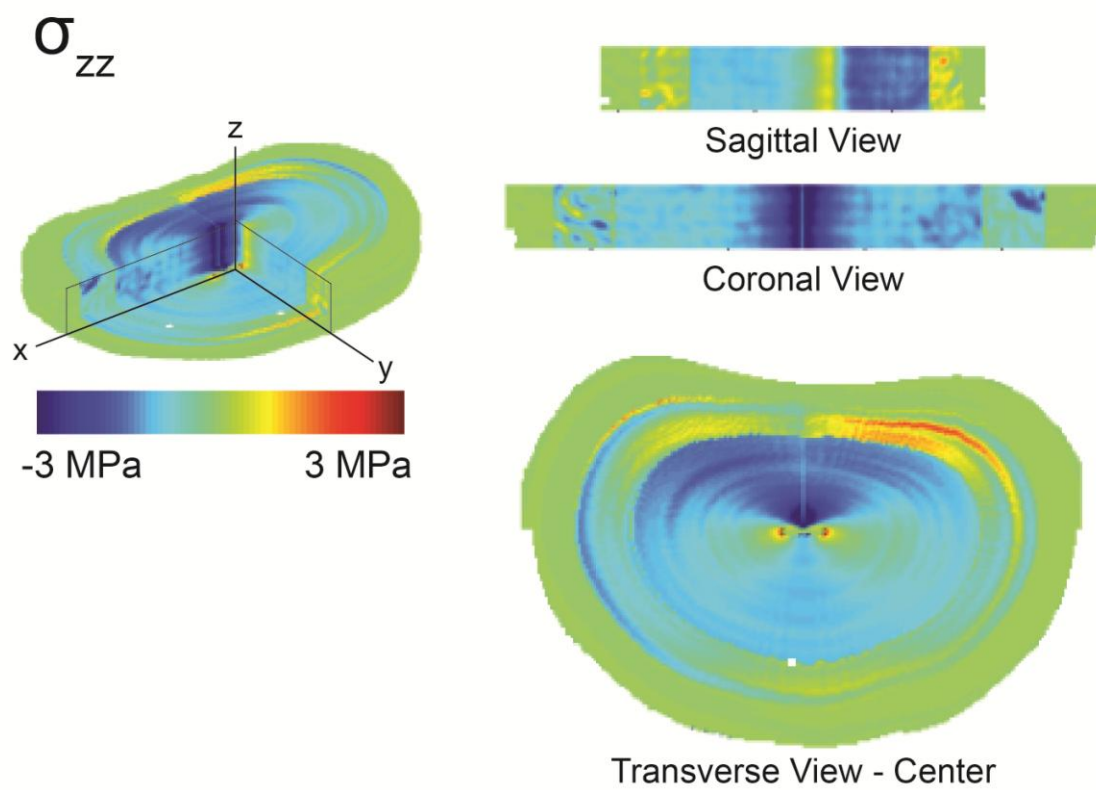 σzz
Sagittal View
z
Coronal View
x
y
-3 MPa 3 MPa
Transverse View - Center